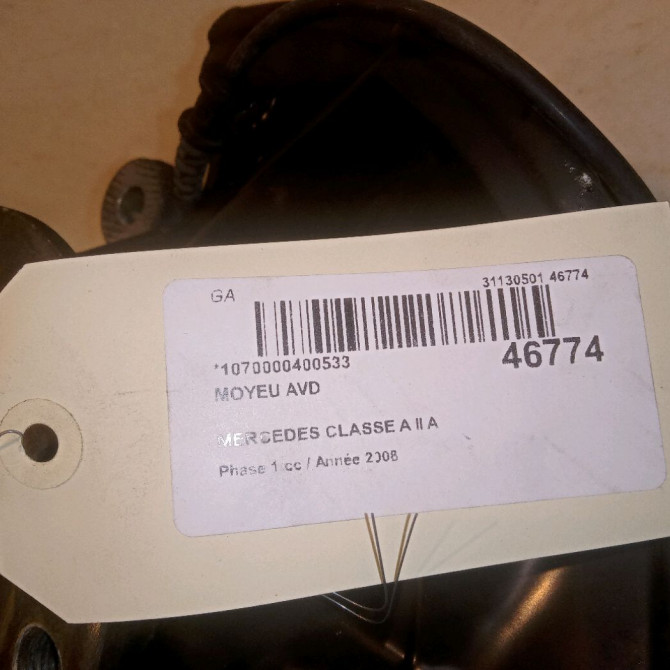 GA
31130501 46774
*1070000400533
46774
MOYEU AVD
MERCEDES CLASSE A II A
Phase 1 cc / Année 2008